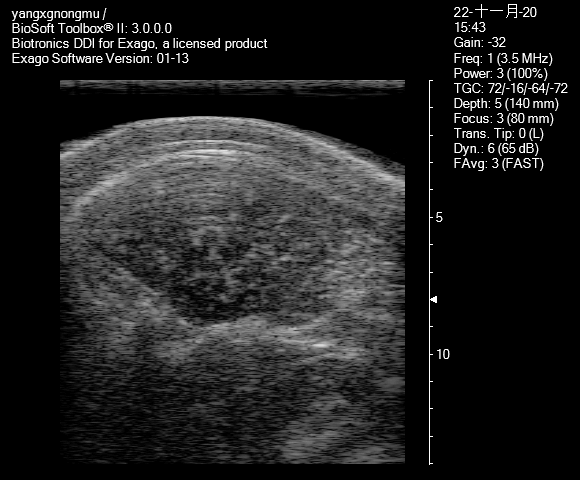 yangxgnongmu /
BioSoft Toolbox® II: 3.0.0.0
Biotronics DDI for Exago, a licensed product
Exago Software Version: 01-13
22-十一月-20
15:43
Gain: -32
Freq: 1 (3.5 MHz)
Power: 3 (100%)
TGC: 72/-16/-64/-72
Depth: 5 (140 mm)
Focus: 3 (80 mm)
Trans. Tip: 0 (L)
Dyn.: 6 (65 dB)
FAvg: 3 (FAST)
5
10